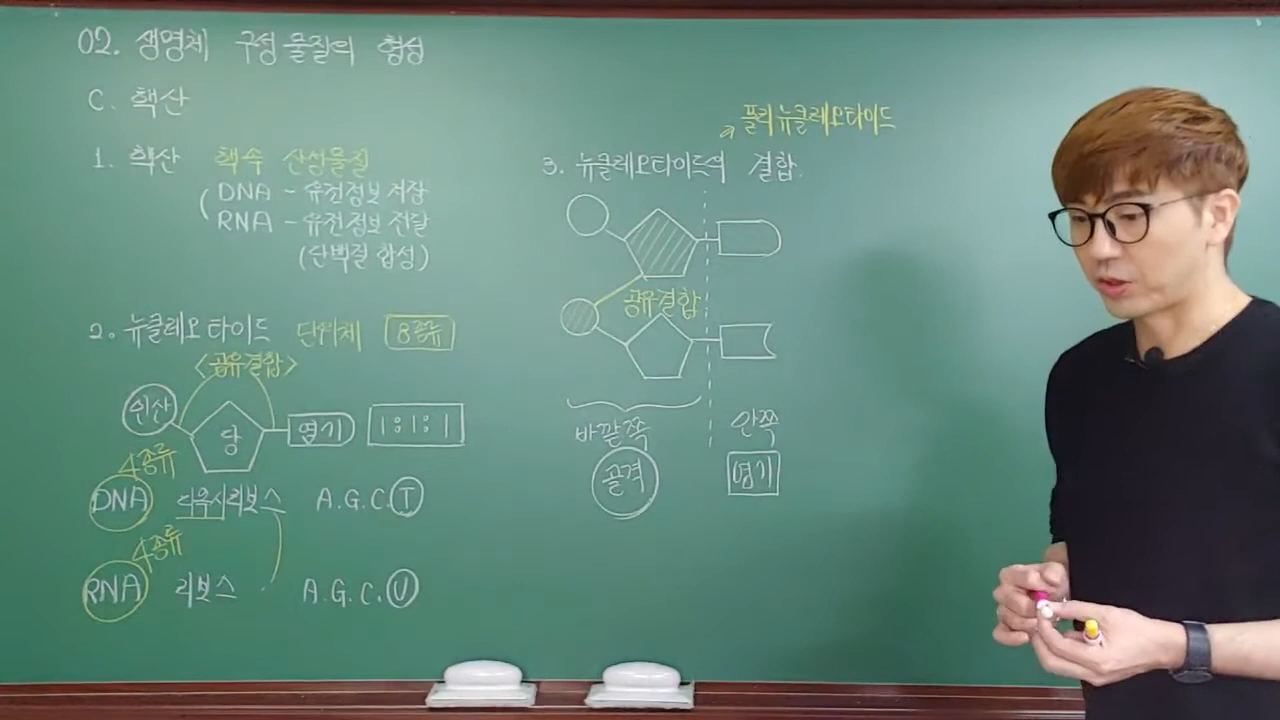 02. 생명체 구성 물질의 형성
C. 핵산
1. 핵산 핵속 산성물질
DNA - 유전정보 저장
RNA - 유전정보 전달
(단백질 합성)
2. 뉴클레오타이드 단위체 8종류
<공유결합>
인산 당 염기 1:1:1
4종류
DNA 디옥시리보스 A.G.C.T
4종류
RNA 리보스 A.G.C.U
폴리뉴클레오타이드
3. 뉴클레오타이드의 결합.
공유결합
바깥쪽 안쪽
골격 염기